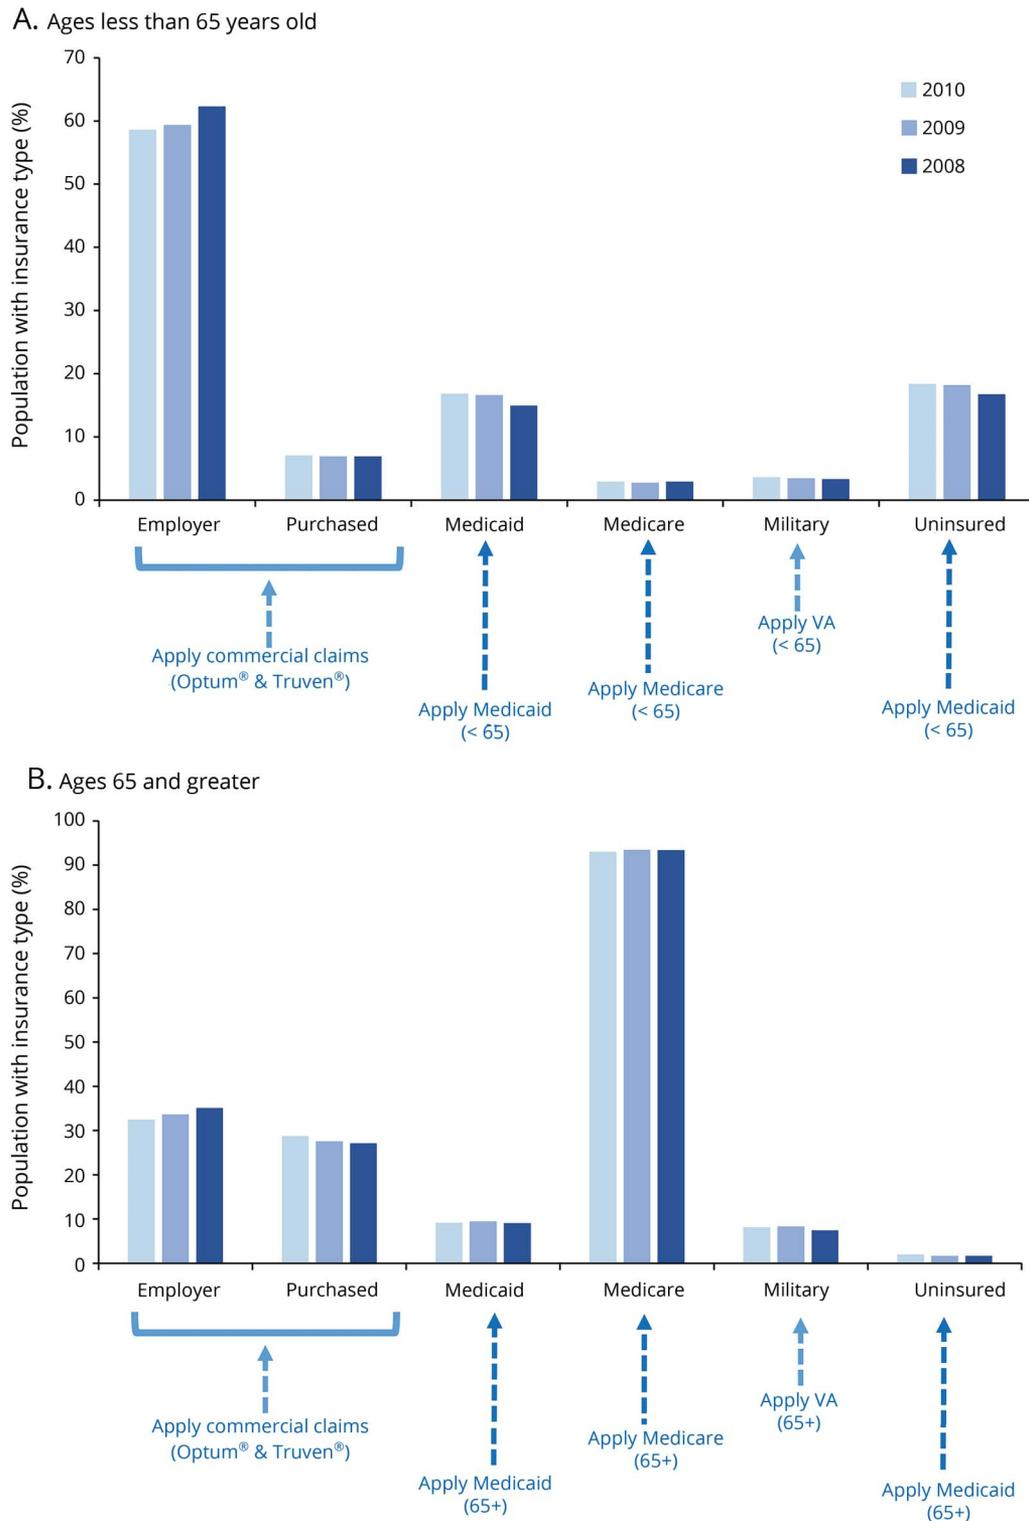 A. Ages less than 65 years old
Population with insurance type (%)
70
60
50
40
30
20
10
0
2010
2009
2008
Employer Purchased Medicaid Medicare Military Uninsured
Apply commercial claims
(Optum® & Truven®)
Apply Medicaid
(< 65)
Apply Medicare
(< 65)
Apply VA
(< 65)
Apply Medicaid
(< 65)
B. Ages 65 and greater
Population with insurance type (%)
100
90
80
70
60
50
40
30
20
10
0
Employer Purchased Medicaid Medicare Military Uninsured
Apply commercial claims
(Optum® & Truven®)
Apply Medicaid
(65+)
Apply Medicare
(65+)
Apply VA
(65+)
Apply Medicaid
(65+)